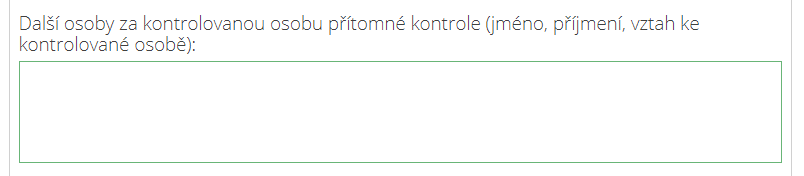 Další osoby za kontrolovanou osobu přítomné kontrole (jméno, příjmení, vztah ke
kontrolované osobě):